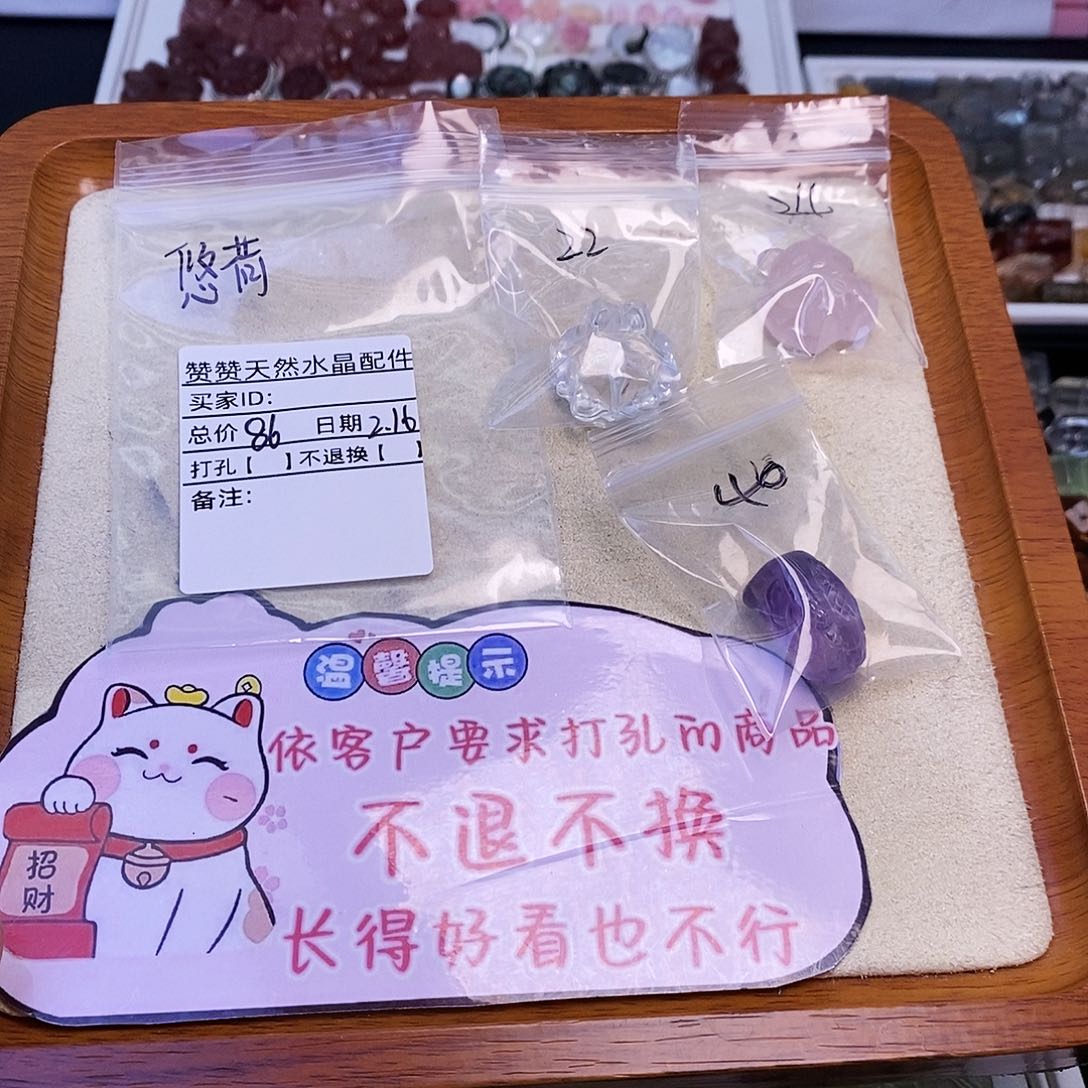 悠荷
22
赞赞天然水晶配件
买家ID:
总价 86 日期 2.16
打孔【 】不退换【 】
备注:
40
温馨提示
依客户要求打孔的商品
不退不换
长得好看也不行
招
财